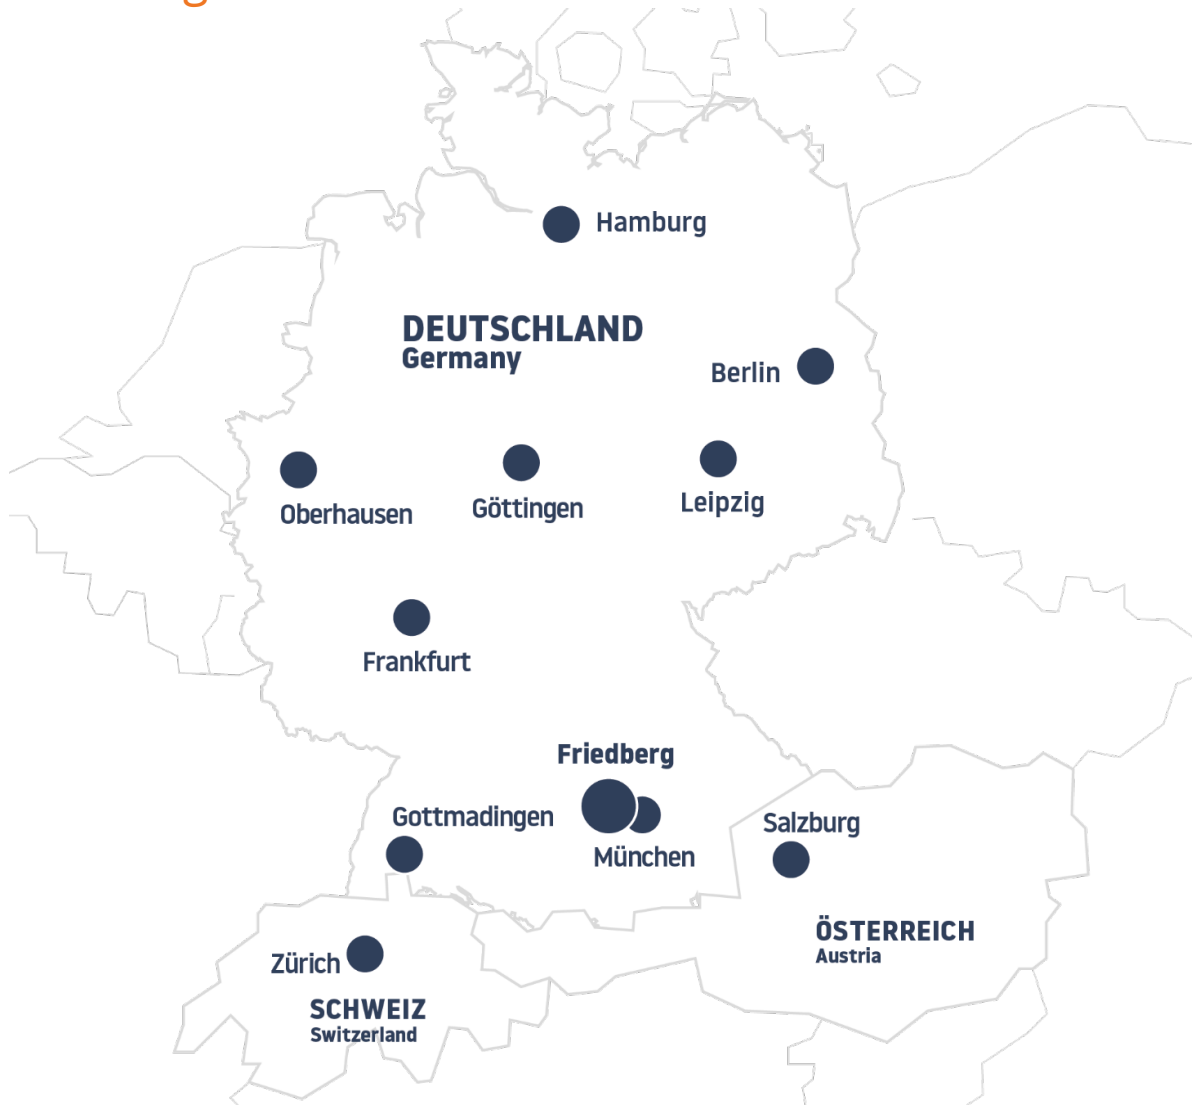 Hamburg
DEUTSCHLAND
Germany
Berlin
Oberhausen
Göttingen
Leipzig
Frankfurt
Friedberg
Gottmadingen
München
Salzburg
ÖSTERREICH
Austria
Zürich
SCHWEIZ
Switzerland